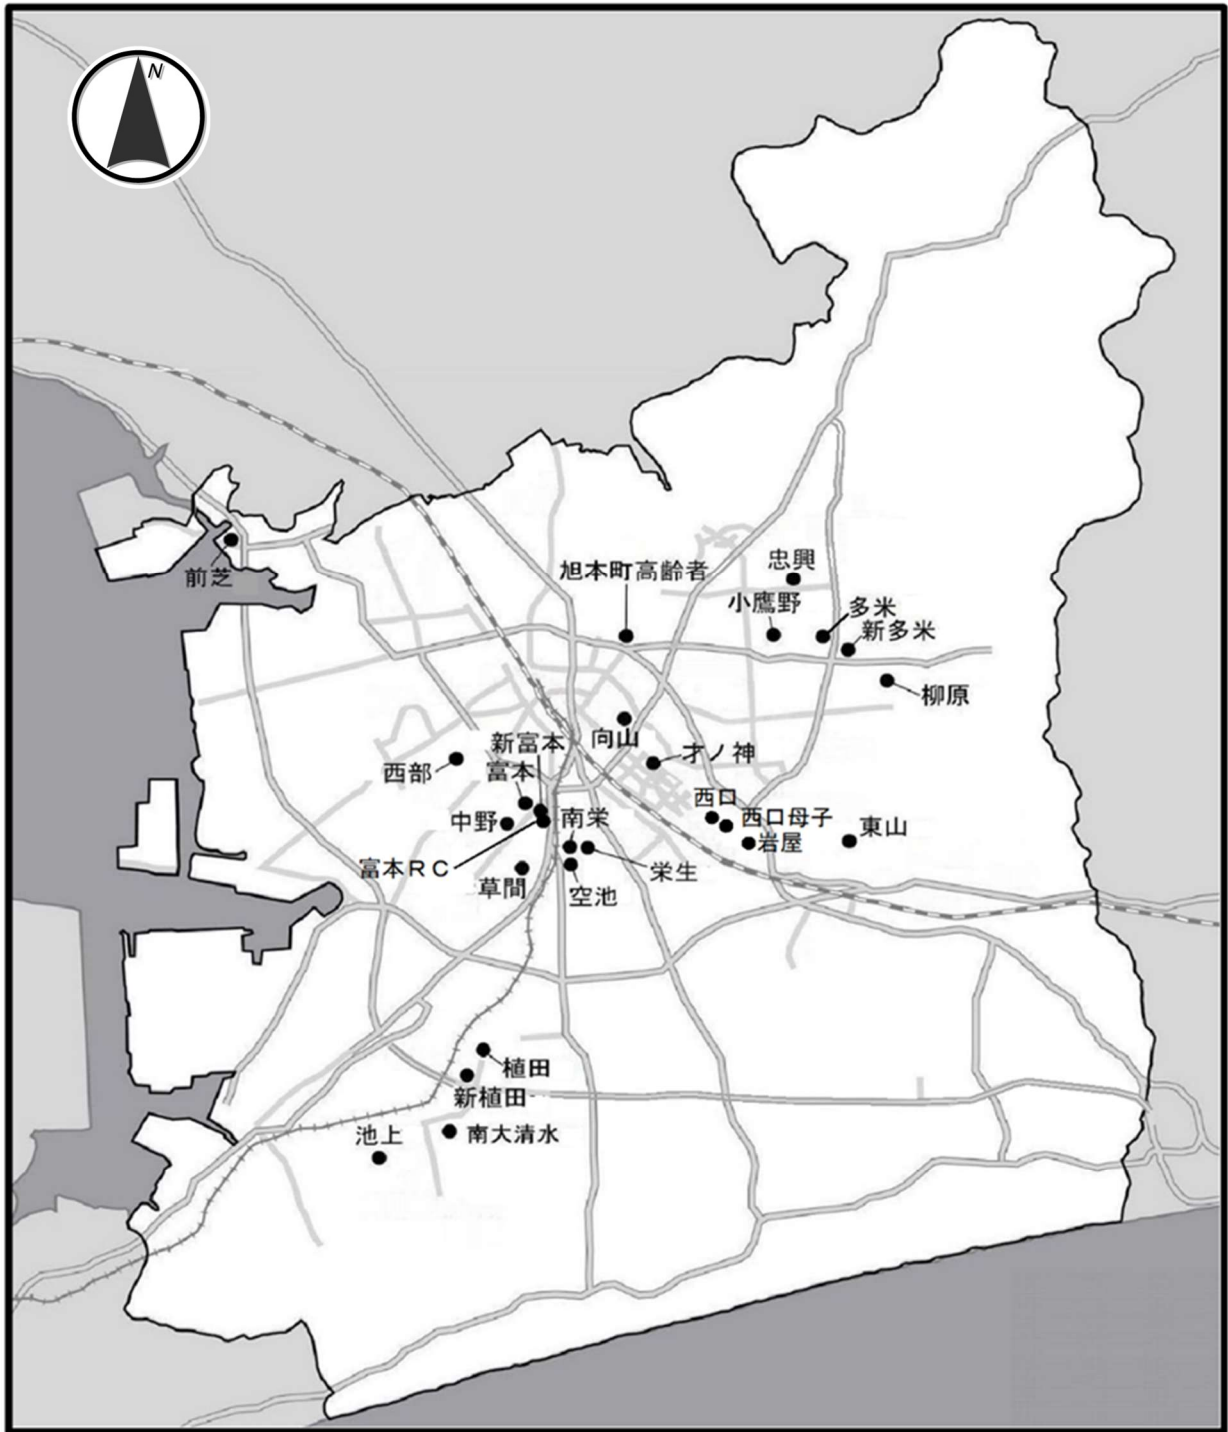 N
前芝
旭本町高齢者
忠興
小鷹野
多米
新多米
柳原
向山
新富本
才ノ神
西部
富本
西口
中野
南栄
西口母子
東山
岩屋
富本RC
栄生
草間
空池
植田
新植田
池上
南大清水